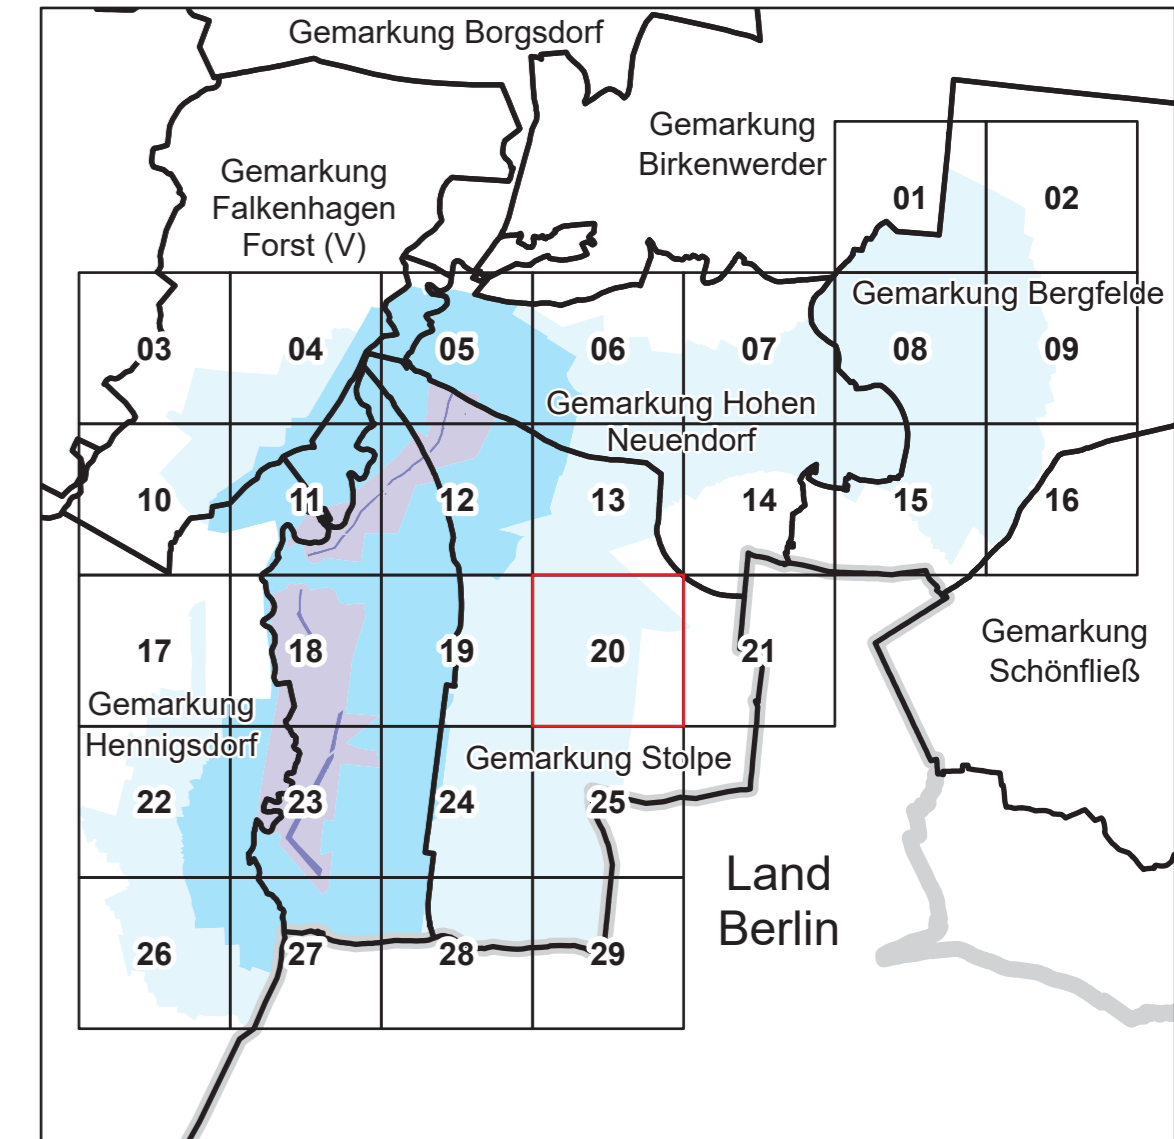 Gemarkung Borgsdorf
Gemarkung
Birkenwerder
Gemarkung
Falkenhagen
Forst (V)
01
02
Gemarkung Bergfelde
03
04
05
06
07
08
09
Gemarkung Hohen
Neuendorf
10
11
12
13
14
15
16
17
18
19
20
21
Gemarkung
Schönfließ
Gemarkung
Hennigsdorf
Gemarkung Stolpe
22
23
24
25
Land
Berlin
26
27
28
29